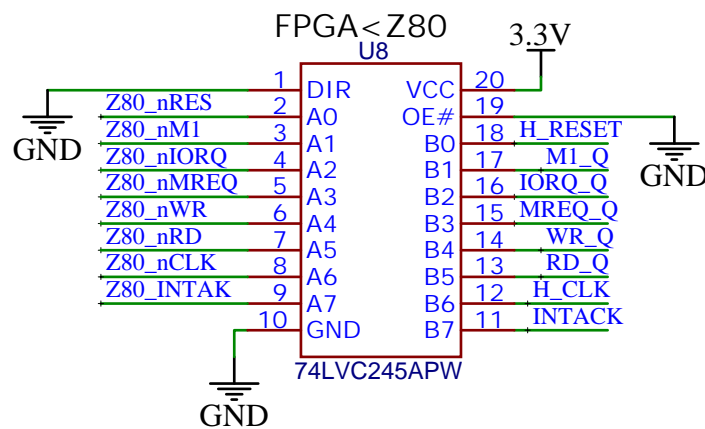 FPGA<Z80
U8
3.3V
1 DIR VCC 20
Z80_nRES 2 A0 OE# 19
Z80_nM1 3 A1 B0 18 H_RESET
Z80_nIORQ 4 A2 B1 17 M1_Q
Z80_nMREQ 5 A3 B2 16 IORQ_Q
Z80_nWR 6 A4 B3 15 MREQ_Q
Z80_nRD 7 A5 B4 14 WR_Q
Z80_nCLK 8 A6 B5 13 RD_Q
Z80_INTAK 9 A7 B6 12 H_CLK
10 GND B7 11 INTACK
GND
GND
GND
74LVC245APW